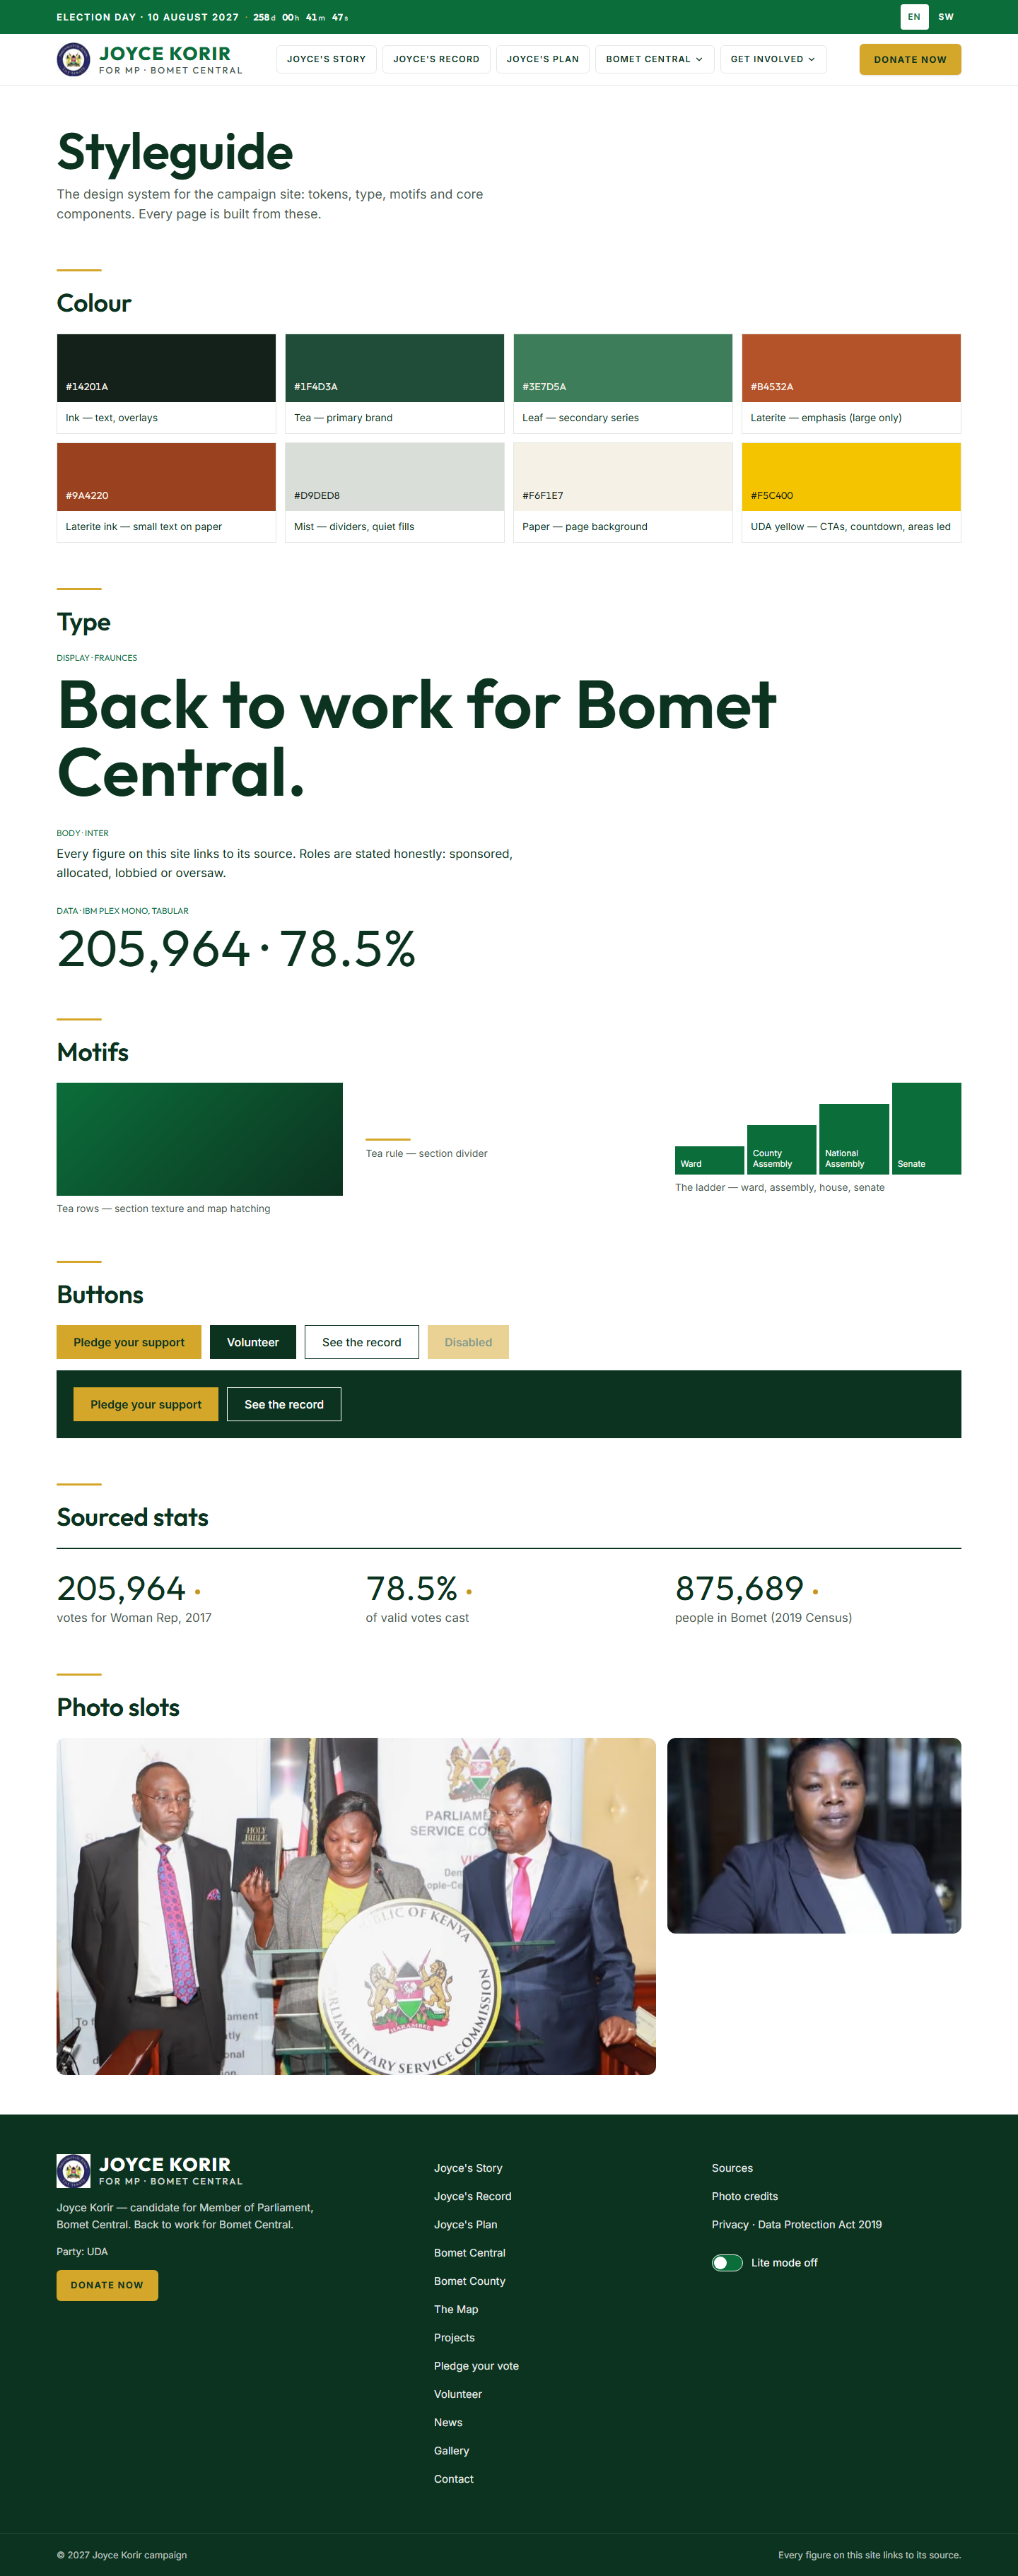 ELECTION DAY · 10 AUGUST 2027 · 258d 00h 41m 47s
EN SW
JOYCE KORIR
FOR MP · BOMET CENTRAL
JOYCE'S STORY
JOYCE'S RECORD
JOYCE'S PLAN
BOMET CENTRAL
GET INVOLVED
DONATE NOW
Styleguide
The design system for the campaign site: tokens, type, motifs and core
components. Every page is built from these.
Colour
#14201A
Ink — text, overlays
#1F4D3A
Tea — primary brand
#3E7D5A
Leaf — secondary series
#B4532A
Laterite — emphasis (large only)
#9A4220
Laterite ink — small text on paper
#D9DED8
Mist — dividers, quiet fills
#F6F1E7
Paper — page background
#F5C400
UDA yellow — CTAs, countdown, areas led
Type
DISPLAY · FRAUNCES
Back to work for Bomet
Central.
BODY · INTER
Every figure on this site links to its source. Roles are stated honestly: sponsored,
allocated, lobbied or oversaw.
DATA · IBM PLEX MONO, TABULAR
205,964 · 78.5%
Motifs
Tea rows — section texture and map hatching
Tea rule — section divider
Ward
County
Assembly
National
Assembly
Senate
The ladder — ward, assembly, house, senate
Buttons
Pledge your support
Volunteer
See the record
Disabled
Pledge your support
See the record
Sourced stats
205,964
votes for Woman Rep, 2017
78.5%
of valid votes cast
875,689
people in Bomet (2019 Census)
Photo slots
HOLY
BIBLE
PARLIAM
SERVICE CO
VIS
Dem
ople-Ce
LIC OF KENYA
HARAMBEE
RLIAMENTARY SERVICE COMMISSION
To f
ament
tly
onal
JOYCE KORIR
FOR MP · BOMET CENTRAL
Joyce Korir — candidate for Member of Parliament,
Bomet Central. Back to work for Bomet Central.
Party: UDA
DONATE NOW
Joyce's Story
Joyce's Record
Joyce's Plan
Bomet Central
Bomet County
The Map
Projects
Pledge your vote
Volunteer
News
Gallery
Contact
Sources
Photo credits
Privacy · Data Protection Act 2019
Lite mode off
© 2027 Joyce Korir campaign
Every figure on this site links to its source.